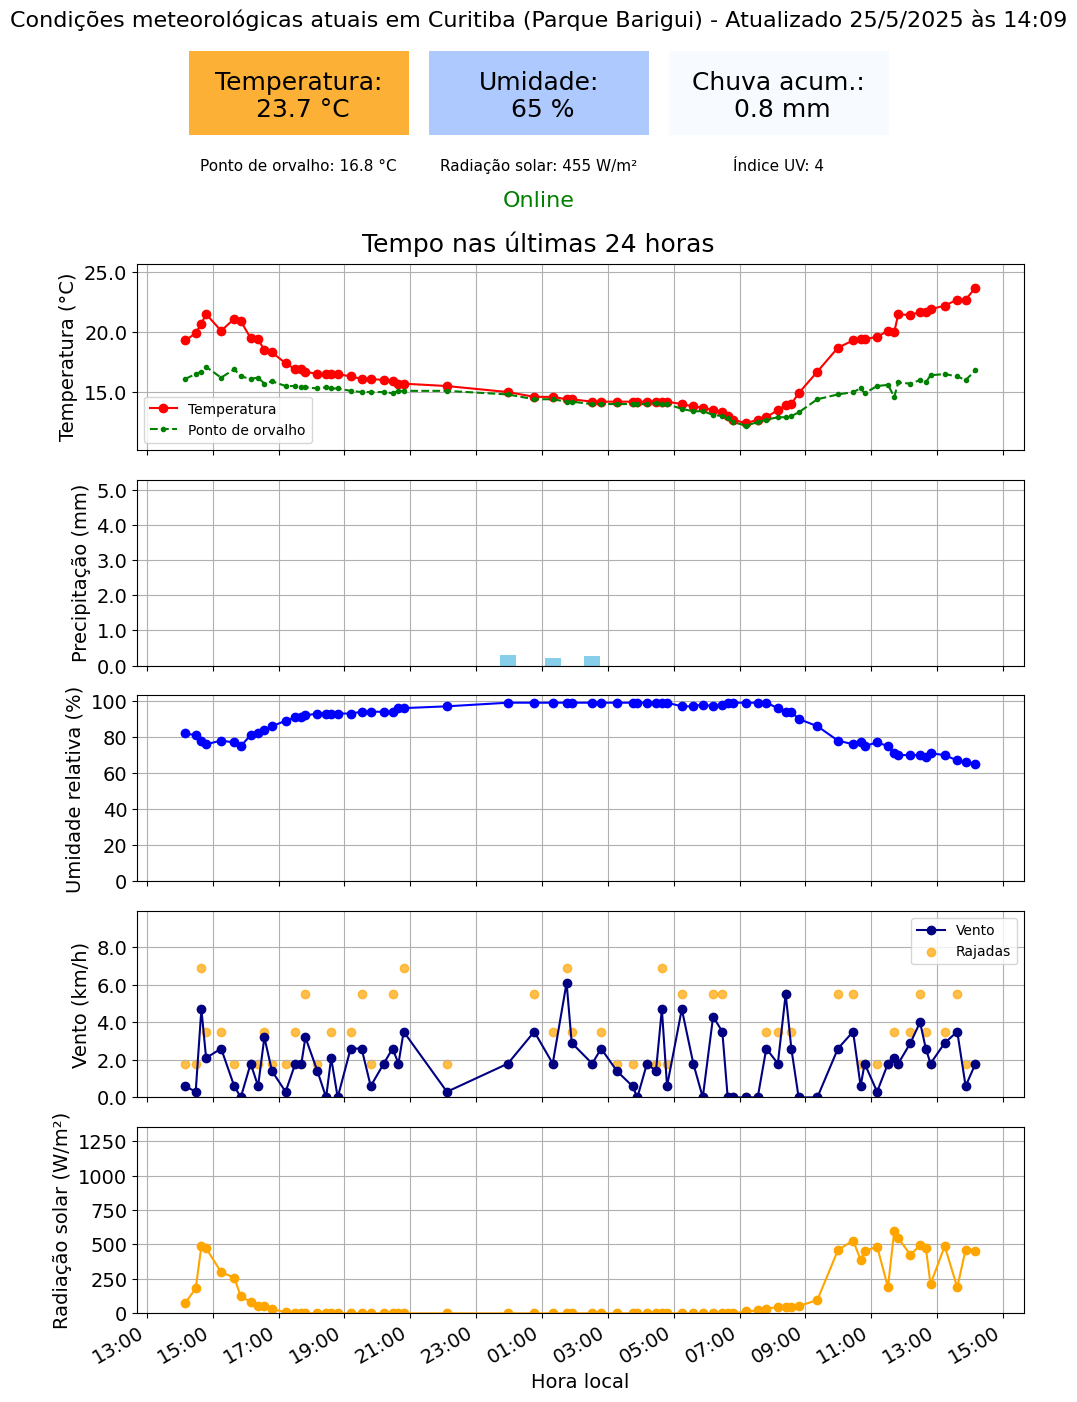 Condições meteorológicas atuais em Curitiba (Parque Barigui) - Atualizado 25/5/2025 às 14:09
Temperatura:
23.7 °C
Umidade:
65 %
Chuva acum.:
0.8 mm
Ponto de orvalho: 16.8 °C
Radiação solar: 455 W/m²
Índice UV: 4
Online
Tempo nas últimas 24 horas
Temperatura (°C)
25.0
20.0
15.0
Temperatura
Ponto de orvalho
Precipitação (mm)
5.0
4.0
3.0
2.0
1.0
0.0
Umidade relativa (%)
100
80
60
40
20
0
Vento (km/h)
8.0
6.0
4.0
2.0
0.0
Vento
Rajadas
Radiação solar (W/m²)
1250
1000
750
500
250
0
13:00
15:00
17:00
19:00
21:00
23:00
01:00
03:00
05:00
07:00
09:00
11:00
13:00
15:00
Hora local